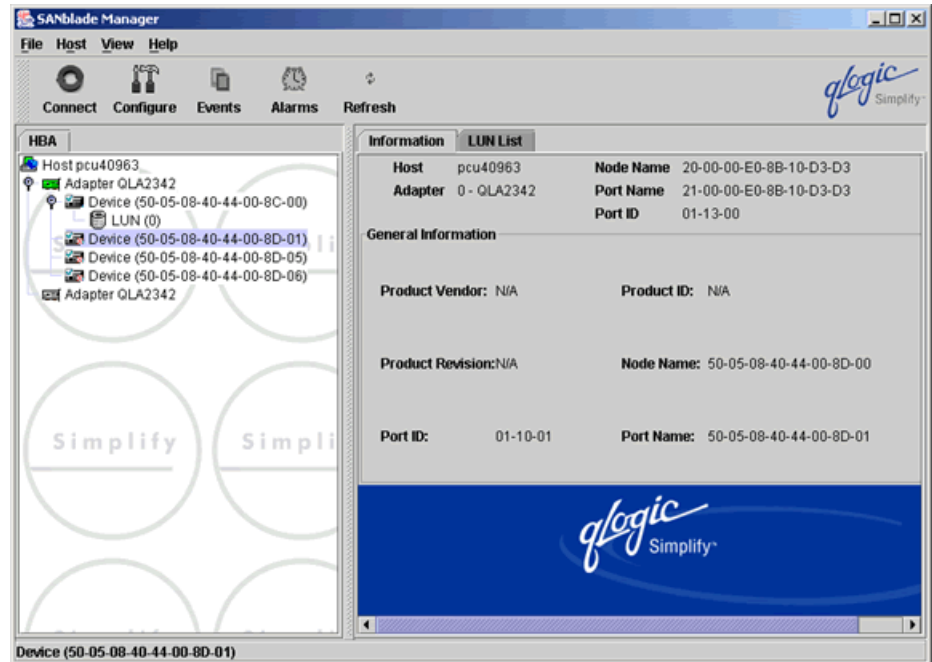 SANblade Manager
File Host View Help
Connect Configure Events Alarms Refresh
qlogic
Simplify
HBA
Host pcu40963
Adapter QLA2342
Device (50-05-08-40-44-00-8C-00)
LUN (0)
Device (50-05-08-40-44-00-8D-01)
Device (50-05-08-40-44-00-8D-05)
Device (50-05-08-40-44-00-8D-06)
Adapter QLA2342
Simplify Simpli
Information LUN List
Host pcu40963 Node Name 20-00-00-E0-8B-10-D3-D3
Adapter 0 - QLA2342 Port Name 21-00-00-E0-8B-10-D3-D3
Port ID 01-13-00
General Information
Product Vendor: N/A Product ID: N/A
Product Revision:N/A Node Name: 50-05-08-40-44-00-8D-00
Port ID: 01-10-01 Port Name: 50-05-08-40-44-00-8D-01
qlogic
Simplify
Device (50-05-08-40-44-00-8D-01)